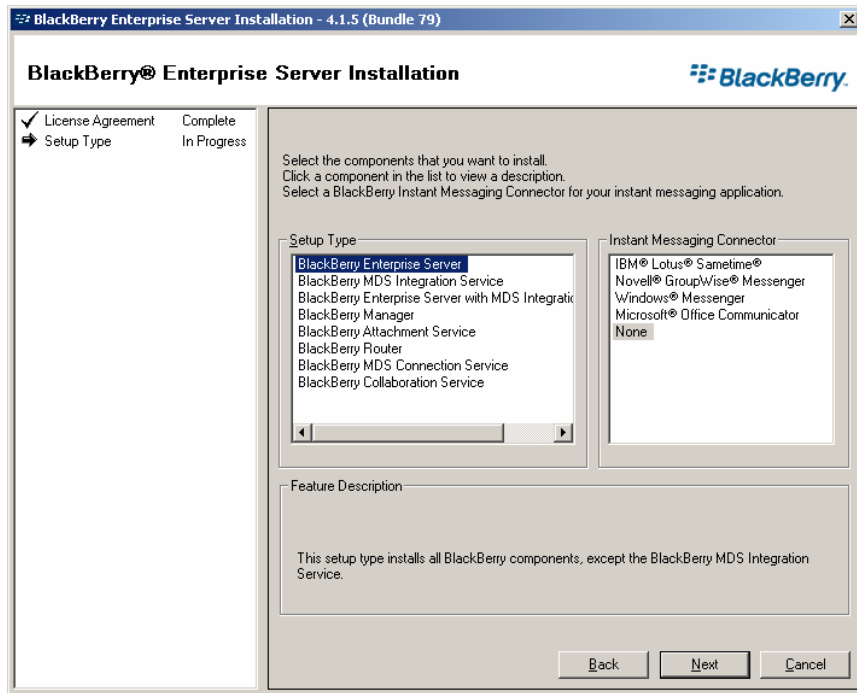 BlackBerry Enterprise Server Installation - 4.1.5 (Bundle 79)
BlackBerry® Enterprise Server Installation
BlackBerry.
License Agreement Complete
Setup Type In Progress
Select the components that you want to install.
Click a component in the list to view a description.
Select a BlackBerry Instant Messaging Connector for your instant messaging application.
Setup Type
BlackBerry Enterprise Server
BlackBerry MDS Integration Service
BlackBerry Enterprise Server with MDS Integratic
BlackBerry Manager
BlackBerry Attachment Service
BlackBerry Router
BlackBerry MDS Connection Service
BlackBerry Collaboration Service
Instant Messaging Connector
IBM® Lotus® Sametime®
Novell® GroupWise® Messenger
Windows® Messenger
Microsoft® Office Communicator
None
Feature Description
This setup type installs all BlackBerry components, except the BlackBerry MDS Integration
Service.
Back Next Cancel